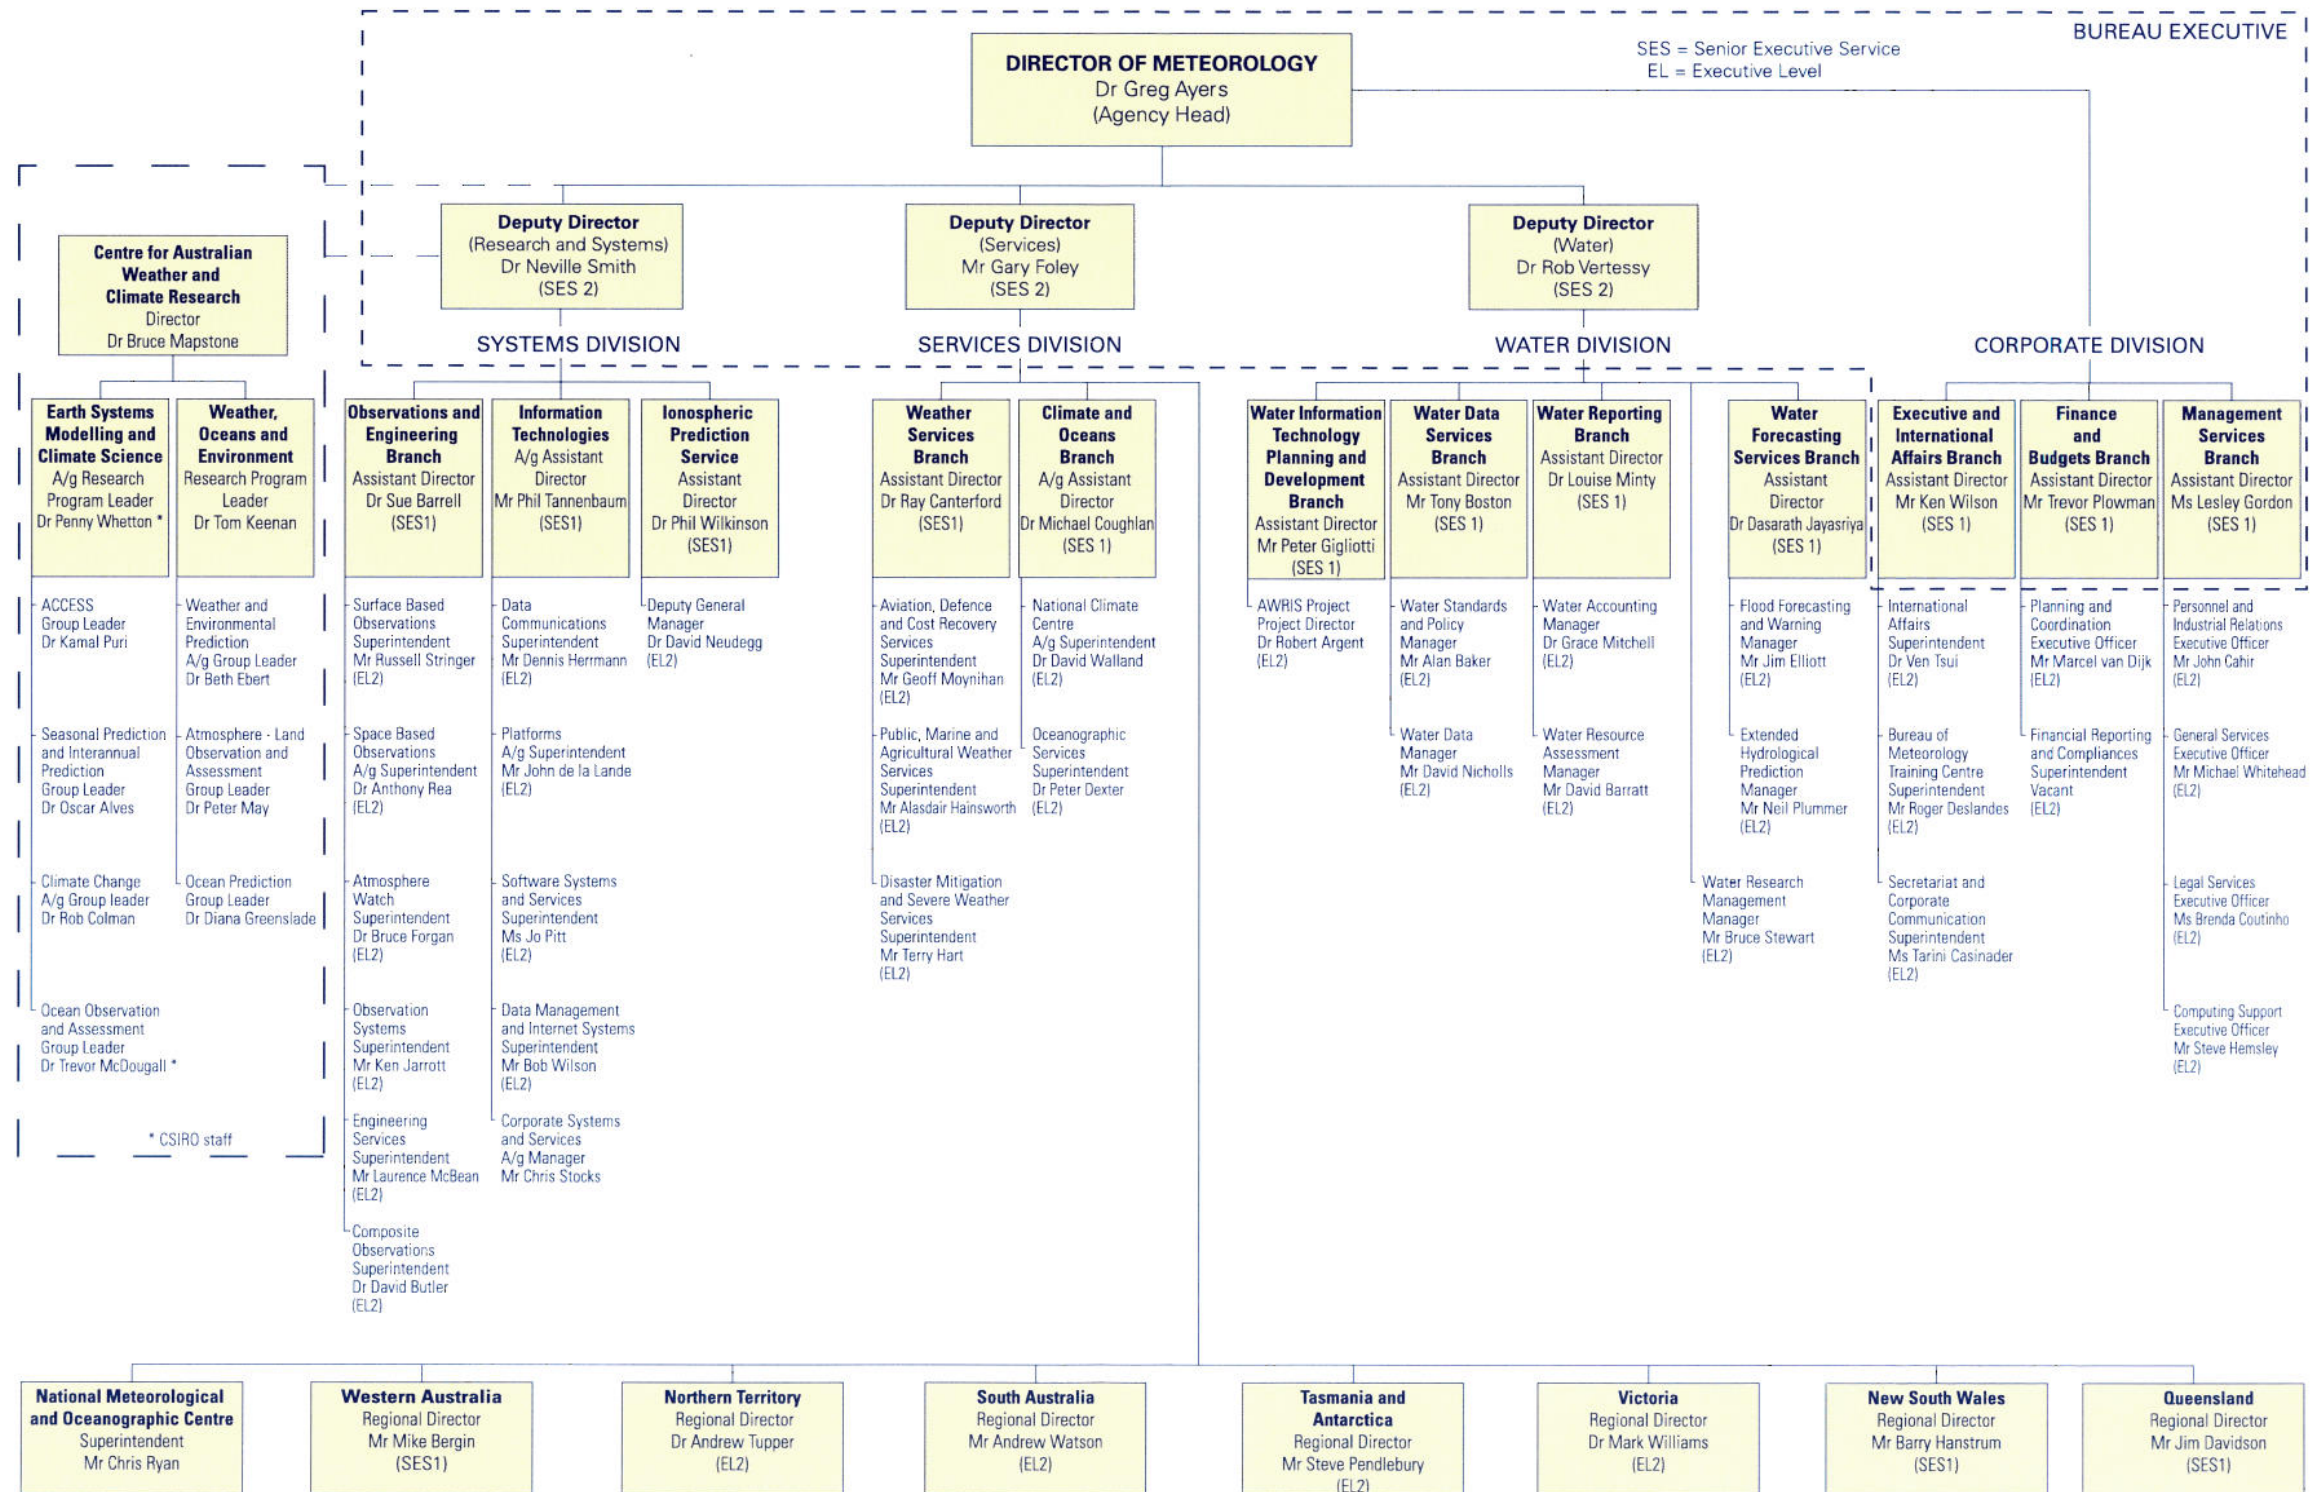 BUREAU EXECUTIVE
SES = Senior Executive Service
EL = Executive Level
DIRECTOR OF METEOROLOGY
Dr Greg Ayers
(Agency Head)
Deputy Director
(Research and Systems)
Dr Neville Smith
(SES 2)
Deputy Director
(Services)
Mr Gary Foley
(SES 2)
Deputy Director
(Water)
Dr Rob Vertessy
(SES 2)
Centre for Australian
Weather and
Climate Research
Director
Dr Bruce Mapstone
SYSTEMS DIVISION
SERVICES DIVISION
WATER DIVISION
CORPORATE DIVISION
Earth Systems
Modelling and
Climate Science
A/g Research
Program Leader
Dr Penny Whetton *
Weather,
Oceans and
Environment
Research Program
Leader
Dr Tom Keenan
Observations and
Engineering
Branch
Assistant Director
Dr Sue Barrell
(SES1)
Information
Technologies
A/g Assistant
Director
Mr Phil Tannenbaum
(SES1)
Ionospheric
Prediction
Service
Assistant
Director
Dr Phil Wilkinson
(SES1)
Weather
Services
Branch
Assistant Director
Dr Ray Canterford
(SES1)
Climate and
Oceans
Branch
A/g Assistant
Director
Dr Michael Coughlan
(SES 1)
Water Information
Technology
Planning and
Development
Branch
Assistant Director
Mr Peter Gigliotti
(SES 1)
Water Data
Services
Branch
Assistant Director
Mr Tony Boston
(SES 1)
Water Reporting
Branch
Assistant Director
Dr Louise Minty
(SES 1)
Water
Forecasting
Services Branch
Assistant
Director
Dr Dasarath Jayasriya
(SES 1)
Executive and
International
Affairs Branch
Assistant Director
Mr Ken Wilson
(SES 1)
Finance
and
Budgets Branch
Assistant Director
Mr Trevor Plowman
(SES 1)
Management
Services
Branch
Assistant Director
Ms Lesley Gordon
(SES 1)
ACCESS
Group Leader
Dr Kamal Puri
Seasonal Prediction
and Interannual
Prediction
Group Leader
Dr Oscar Alves
Climate Change
A/g Group leader
Dr Rob Colman
Ocean Observation
and Assessment
Group Leader
Dr Trevor McDougall *
Weather and
Environmental
Prediction
A/g Group Leader
Dr Beth Ebert
Atmosphere - Land
Observation and
Assessment
Group Leader
Dr Peter May
Ocean Prediction
Group Leader
Dr Diana Greenslade
* CSIRO staff
Surface Based
Observations
Superintendent
Mr Russell Stringer
(EL2)
Space Based
Observations
A/g Superintendent
Dr Anthony Rea
(EL2)
Atmosphere
Watch
Superintendent
Dr Bruce Forgan
(EL2)
Observation
Systems
Superintendent
Mr Ken Jarrott
(EL2)
Engineering
Services
Superintendent
Mr Laurence McBean
(EL2)
Composite
Observations
Superintendent
Dr David Butler
(EL2)
Data
Communications
Superintendent
Mr Dennis Herrmann
(EL2)
Platforms
A/g Superintendent
Mr John de la Lande
(EL2)
Software Systems
and Services
Superintendent
Ms Jo Pitt
(EL2)
Data Management
and Internet Systems
Superintendent
Mr Bob Wilson
(EL2)
Corporate Systems
and Services
A/g Manager
Mr Chris Stocks
Deputy General
Manager
Dr David Neudegg
(EL2)
Aviation, Defence
and Cost Recovery
Services
Superintendent
Mr Geoff Moynihan
(EL2)
Public, Marine and
Agricultural Weather
Services
Superintendent
Mr Alasdair Hainsworth
(EL2)
Disaster Mitigation
and Severe Weather
Services
Superintendent
Mr Terry Hart
(EL2)
National Climate
Centre
A/g Superintendent
Dr David Walland
(EL2)
Oceanographic
Services
Superintendent
Dr Peter Dexter
(EL2)
AWRIS Project
Project Director
Dr Robert Argent
(EL2)
Water Standards
and Policy
Manager
Mr Alan Baker
(EL2)
Water Data
Manager
Mr David Nicholls
(EL2)
Water Accounting
Manager
Dr Grace Mitchell
(EL2)
Water Resource
Assessment
Manager
Mr David Barratt
(EL2)
Flood Forecasting
and Warning
Manager
Mr Jim Elliott
(EL2)
Extended
Hydrological
Prediction
Manager
Mr Neil Plummer
(EL2)
Water Research
Management
Manager
Mr Bruce Stewart
(EL2)
International
Affairs
Superintendent
Dr Ven Tsui
(EL2)
Bureau of
Meteorology
Training Centre
Superintendent
Mr Roger Deslandes
(EL2)
Secretariat and
Corporate
Communication
Superintendent
Ms Tarini Casinader
(EL2)
Planning and
Coordination
Executive Officer
Mr Marcel van Dijk
(EL2)
Financial Reporting
and Compliances
Superintendent
Vacant
(EL2)
Personnel and
Industrial Relations
Executive Officer
Mr John Cahir
(EL2)
General Services
Executive Officer
Mr Michael Whitehead
(EL2)
Legal Services
Executive Officer
Ms Brenda Coutinho
(EL2)
Computing Support
Executive Officer
Mr Steve Hemsley
(EL2)
National Meteorological
and Oceanographic Centre
Superintendent
Mr Chris Ryan
Western Australia
Regional Director
Mr Mike Bergin
(SES1)
Northern Territory
Regional Director
Dr Andrew Tupper
(EL2)
South Australia
Regional Director
Mr Andrew Watson
(EL2)
Tasmania and
Antarctica
Regional Director
Mr Steve Pendlebury
(EL2)
Victoria
Regional Director
Dr Mark Williams
(EL2)
New South Wales
Regional Director
Mr Barry Hanstrum
(SES1)
Queensland
Regional Director
Mr Jim Davidson
(SES1)